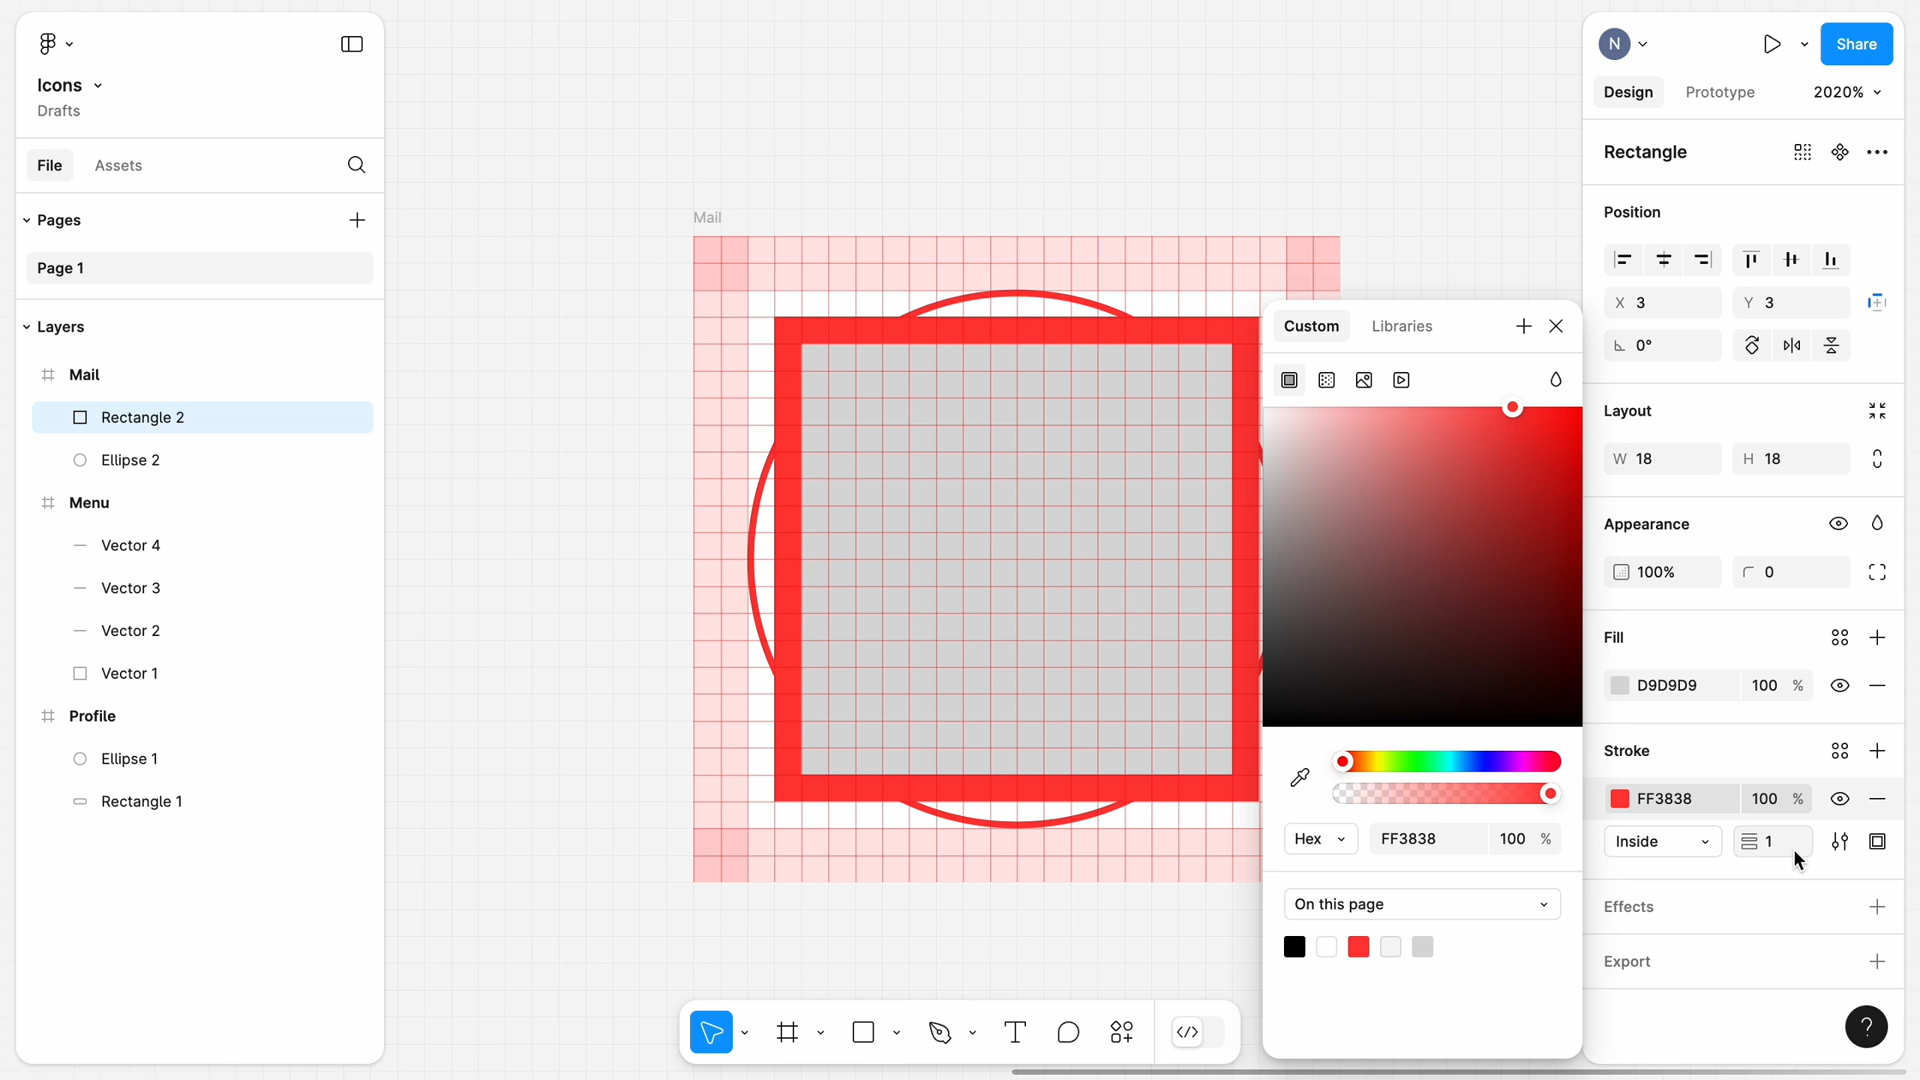 Icons
Drafts
File
Assets
Pages
Page 1
Layers
Mail
Rectangle 2
Ellipse 2
Menu
Vector 4
Vector 3
Vector 2
Vector 1
Profile
Ellipse 1
Rectangle 1
Mail
Custom
Libraries
Hex
FF3838
100 %
On this page
N
Share
Design
Prototype
2020%
Rectangle
Position
X 3
Y 3
0°
Layout
W 18
H 18
Appearance
100%
0
Fill
D9D9D9
100 %
Stroke
FF3838
100 %
Inside
1
Effects
Export
?